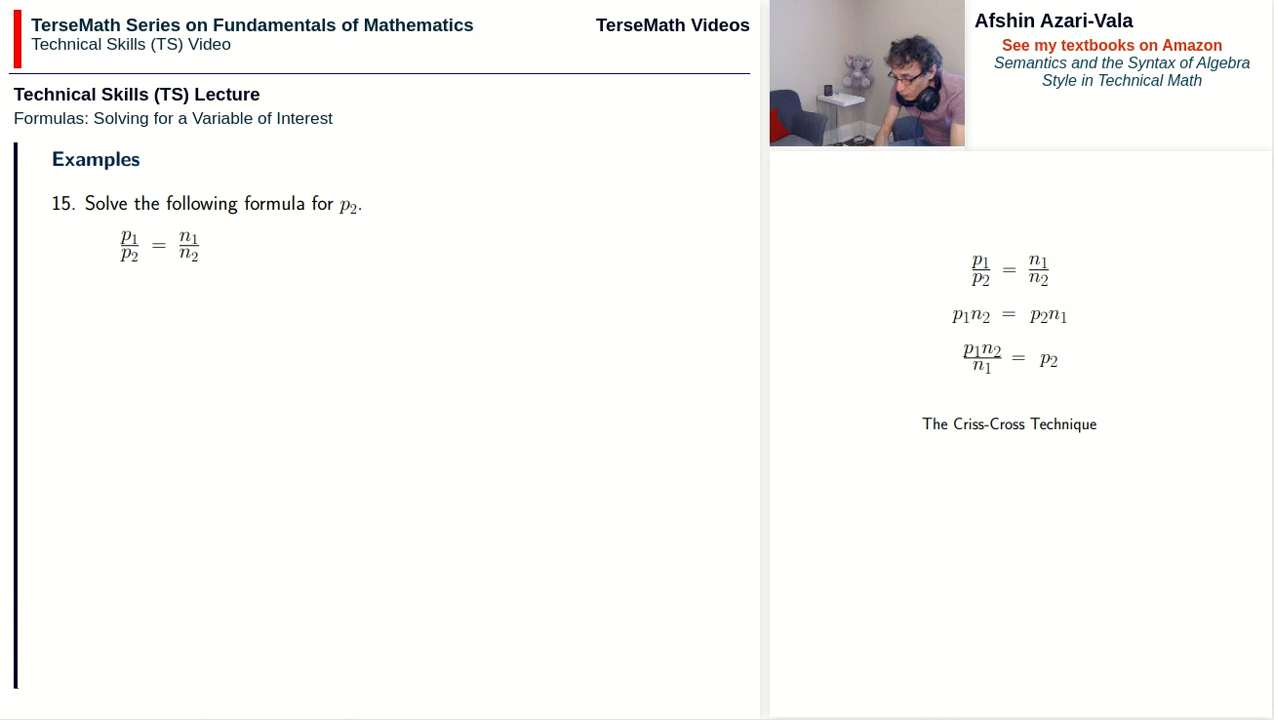 TerseMath Series on Fundamentals of Mathematics
TerseMath Videos
Technical Skills (TS) Video
Technical Skills (TS) Lecture
Formulas: Solving for a Variable of Interest
Examples
15. Solve the following formula for p₂.
p₁/p₂ = n₁/n₂
Afshin Azari-Vala
See my textbooks on Amazon
Semantics and the Syntax of Algebra
Style in Technical Math
p₁/p₂ = n₁/n₂
p₁n₂ = p₂n₁
p₁n₂/n₁ = p₂
The Criss-Cross Technique